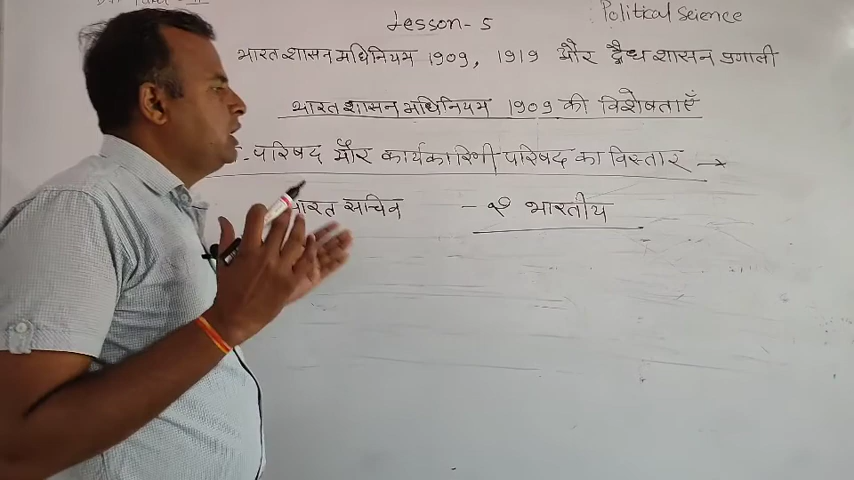 Lesson-5
Political Science
भारत शासन अधिनियम 1909, 1919 और द्वैध शासन प्रणाली
भारत शासन अधिनियम 1909 की विशेषताएँ
परिषद और कार्यकारिणी परिषद का विस्तार →
भारत सचिव - २ भारतीय